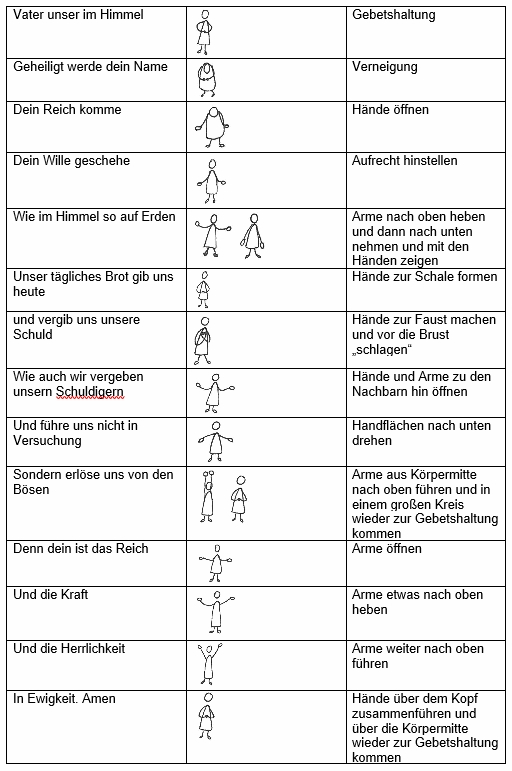 Vater unser im Himmel
Gebetshaltung
Geheiligt werde dein Name
Verneigung
Dein Reich komme
Hände öffnen
Dein Wille geschehe
Aufrecht hinstellen
Wie im Himmel so auf Erden
Arme nach oben heben
und dann nach unten
nehmen und mit den
Händen zeigen
Unser tägliches Brot gib uns
heute
Hände zur Schale formen
und vergib uns unsere
Schuld
Hände zur Faust machen
und vor die Brust
„schlagen“
Wie auch wir vergeben
unsern Schuldigern
Hände und Arme zu den
Nachbarn hin öffnen
Und führe uns nicht in
Versuchung
Handflächen nach unten
drehen
Sondern erlöse uns von den
Bösen
Arme aus Körpermitte
nach oben führen und in
einem großen Kreis
wieder zur Gebetshaltung
kommen
Denn dein ist das Reich
Arme öffnen
Und die Kraft
Arme etwas nach oben
heben
Und die Herrlichkeit
Arme weiter nach oben
führen
In Ewigkeit. Amen
Hände über dem Kopf
zusammenführen und
über die Körpermitte
wieder zur Gebetshaltung
kommen